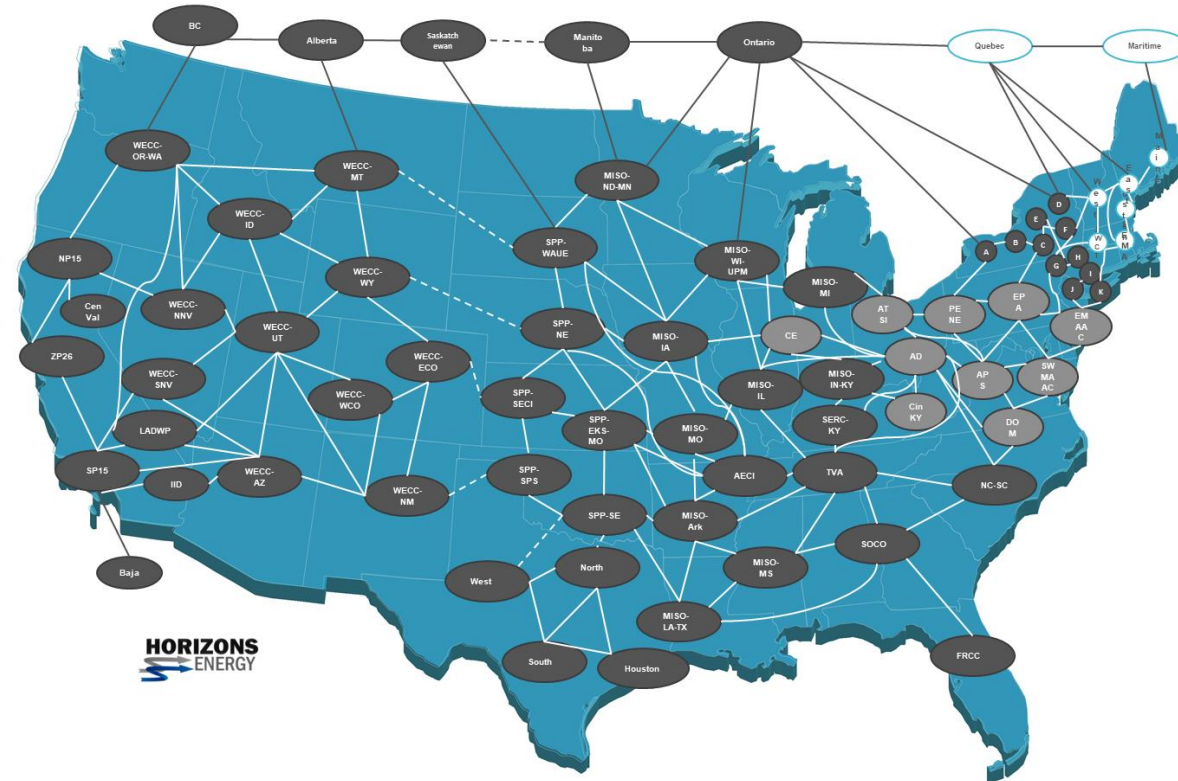 BC
Alberta
Saskatch
ewan
Manito
ba
Ontario
Quebec
Maritime
WECC-
OR-WA
WECC-
MT
MISO-
ND-MN
WECC-
ID
SPP-
WAUE
MISO-
WI-
UPM
MISO-
MI
NP15
Cen
Val
WECC-
NNV
WECC-
WY
WECC-
UT
SPP-
NE
MISO-
IA
CE
AT
SI
PE
NE
EP
A
EM
AA
C
A
B
C
D
E
F
G
H
I
J
K
ZP26
WECC-
SNV
WECC-
ECO
WECC-
WCO
SPP-
SECI
MISO-
IL
MISO
IN-KY
AD
AP
S
SW
MA
AC
Cin
KY
DO
M
LADWP
SPP-
EKS-
MO
MISO-
MO
SERC-
KY
SP15
IID
WECC-
AZ
WECC-
NM
SPP-
SPS
AECI
TVA
NC-SC
SPP-SE
MISO-
Ark
SOCO
Baja
West
North
MISO-
MS
MISO-
LA-TX
South
Houston
FRCC
HORIZONS
ENERGY